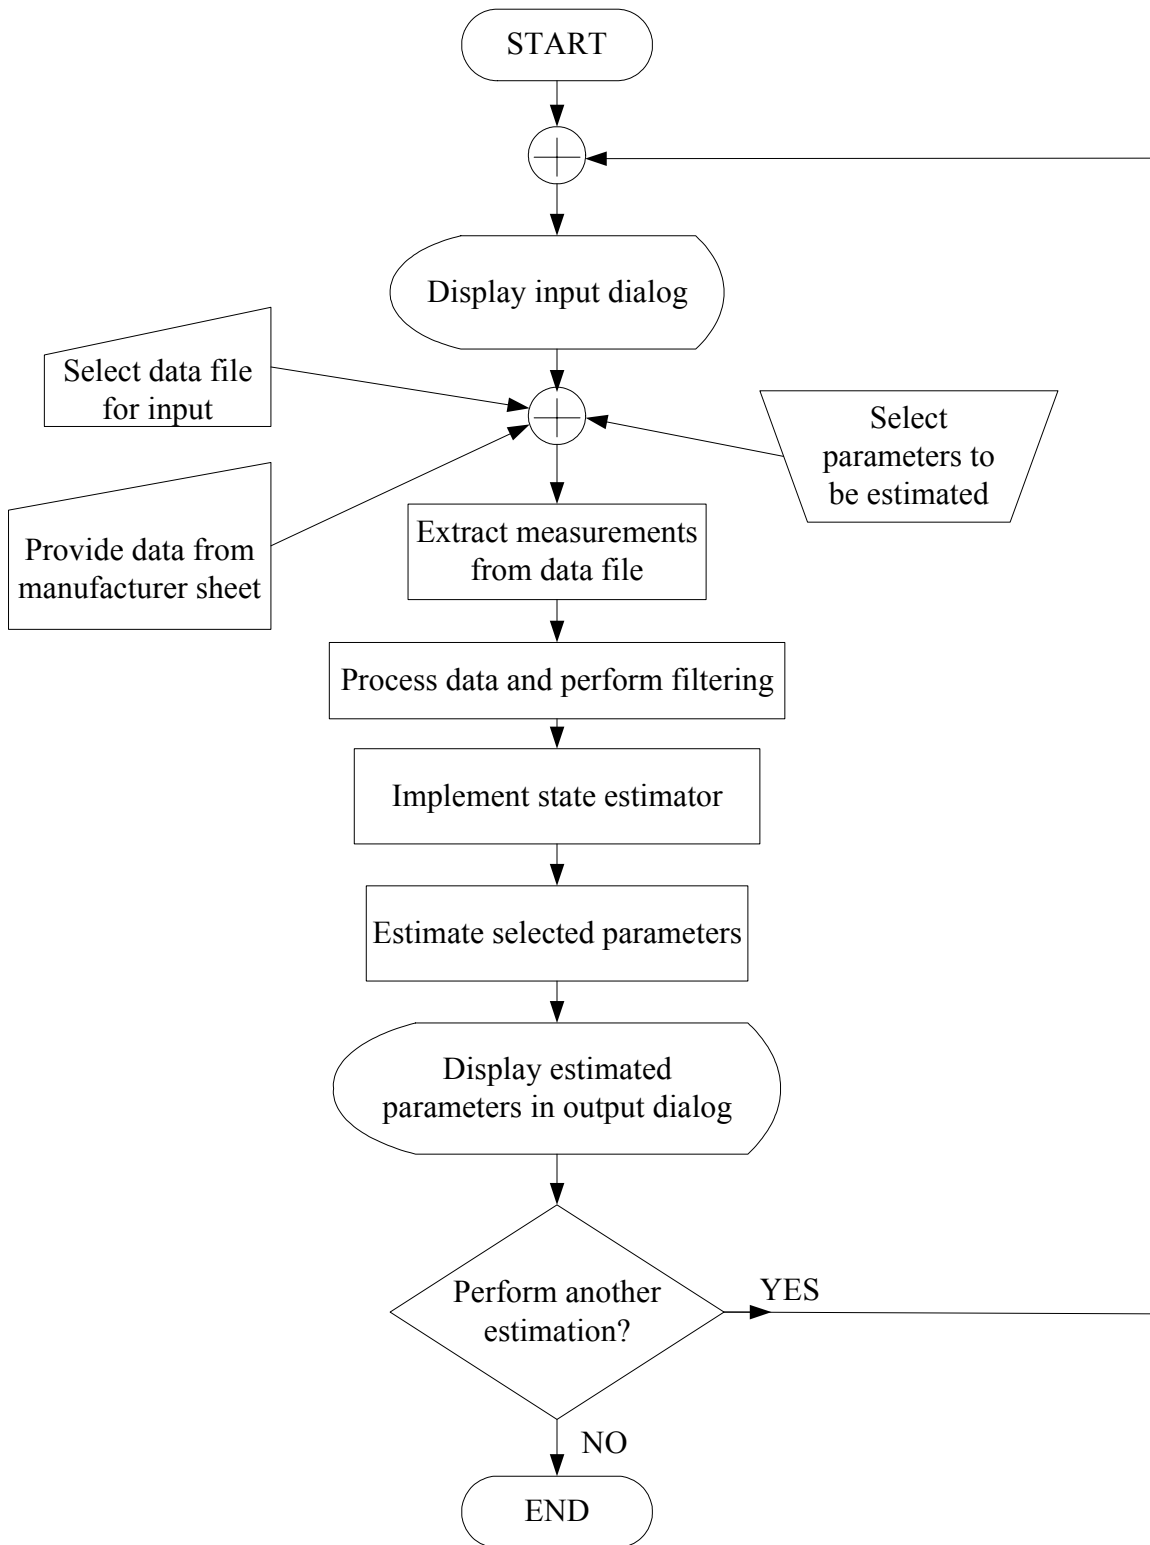 START
Display input dialog
Select data file
for input
Select
parameters to
be estimated
Provide data from
manufacturer sheet
Extract measurements
from data file
Process data and perform filtering
Implement state estimator
Estimate selected parameters
Display estimated
parameters in output dialog
Perform another
estimation?
YES
NO
END